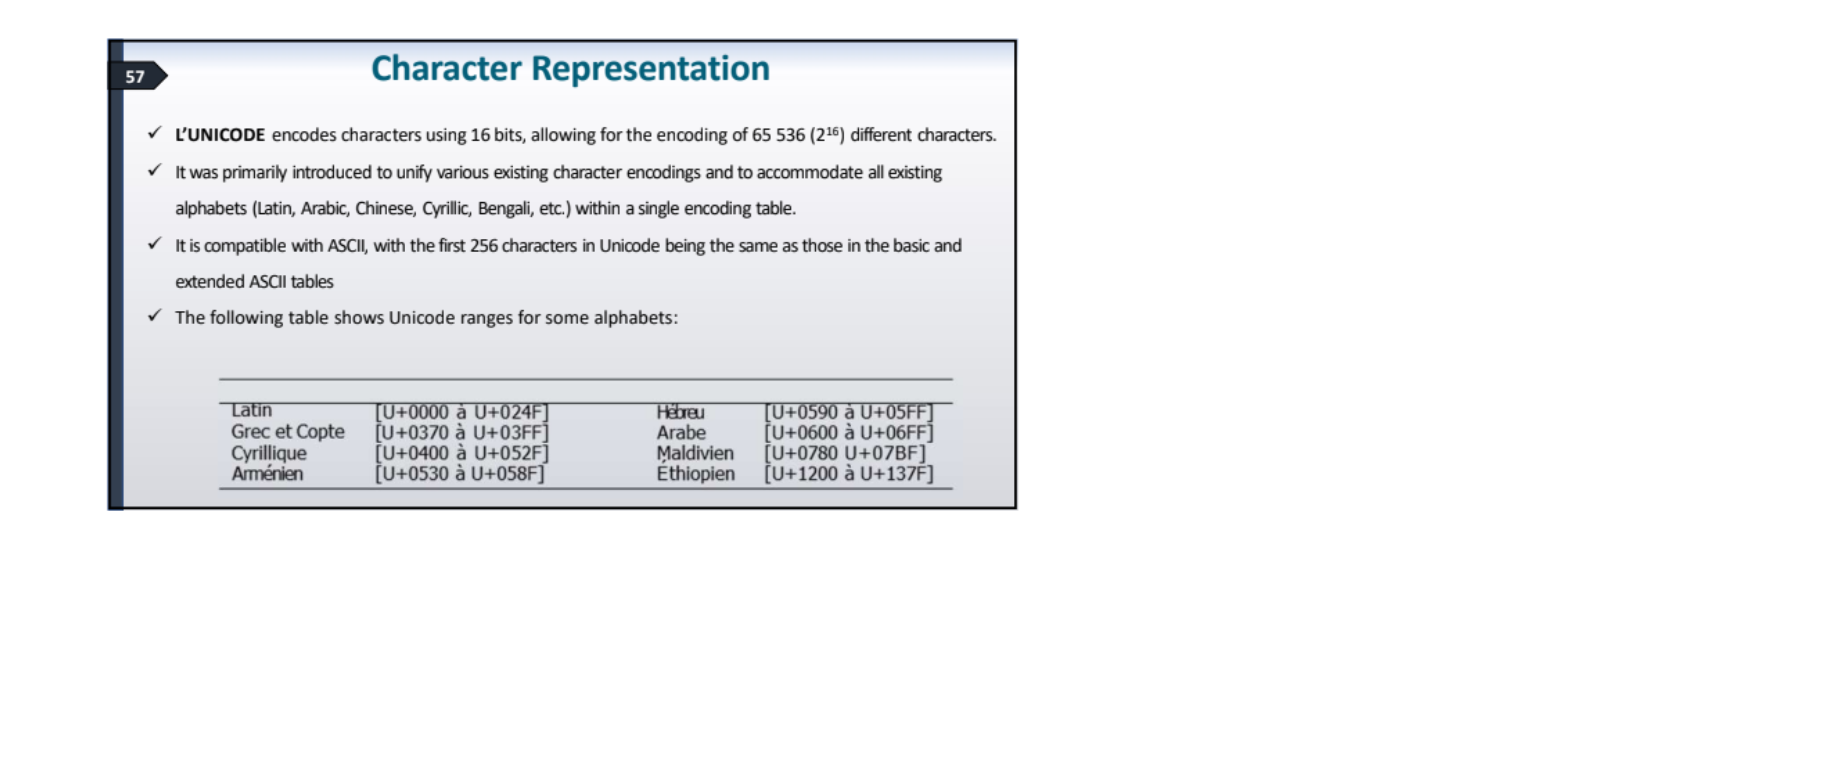 57
Character Representation
✓ L'UNICODE encodes characters using 16 bits, allowing for the encoding of 65 536 (2¹⁶) different characters.
✓ It was primarily introduced to unify various existing character encodings and to accommodate all existing
alphabets (Latin, Arabic, Chinese, Cyrillic, Bengali, etc.) within a single encoding table.
✓ It is compatible with ASCII, with the first 256 characters in Unicode being the same as those in the basic and
extended ASCII tables
✓ The following table shows Unicode ranges for some alphabets:
Latin [U+0000 à U+024F] Hébreu [U+0590 à U+05FF]
Grec et Copte [U+0370 à U+03FF] Arabe [U+0600 à U+06FF]
Cyrillique [U+0400 à U+052F] Maldivien [U+0780 U+07BF]
Arménien [U+0530 à U+058F] Éthiopien [U+1200 à U+137F]